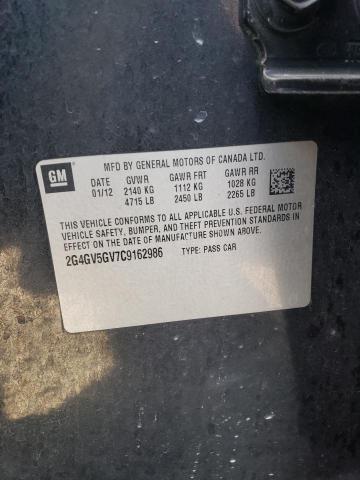 GM
MFD BY GENERAL MOTORS OF CANADA LTD.
DATE GVWR GAWR FRT GAWR RR
01/12 2140 KG 1112 KG 1028 KG
4715 LB 2450 LB 2265 LB
THIS VEHICLE CONFORMS TO ALL APPLICABLE U.S. FEDERAL MOTOR
VEHICLE SAFETY, BUMPER, AND THEFT PREVENTION STANDARDS IN
EFFECT ON THE DATE OF MANUFACTURE SHOWN ABOVE.
2G4GV5GV7C9162986 TYPE: PASS CAR